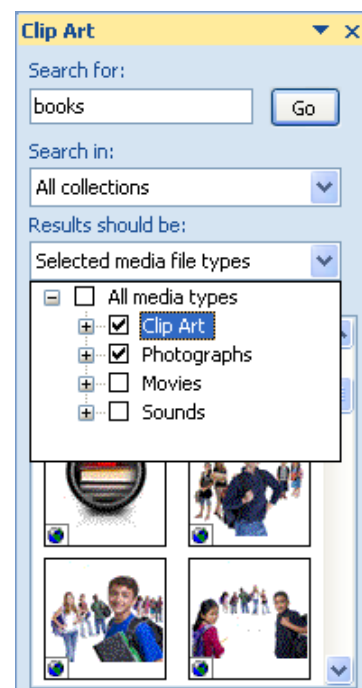 Clip Art
Search for:
books Go
Search in:
All collections
Results should be:
Selected media file types
All media types
Clip Art
Photographs
Movies
Sounds